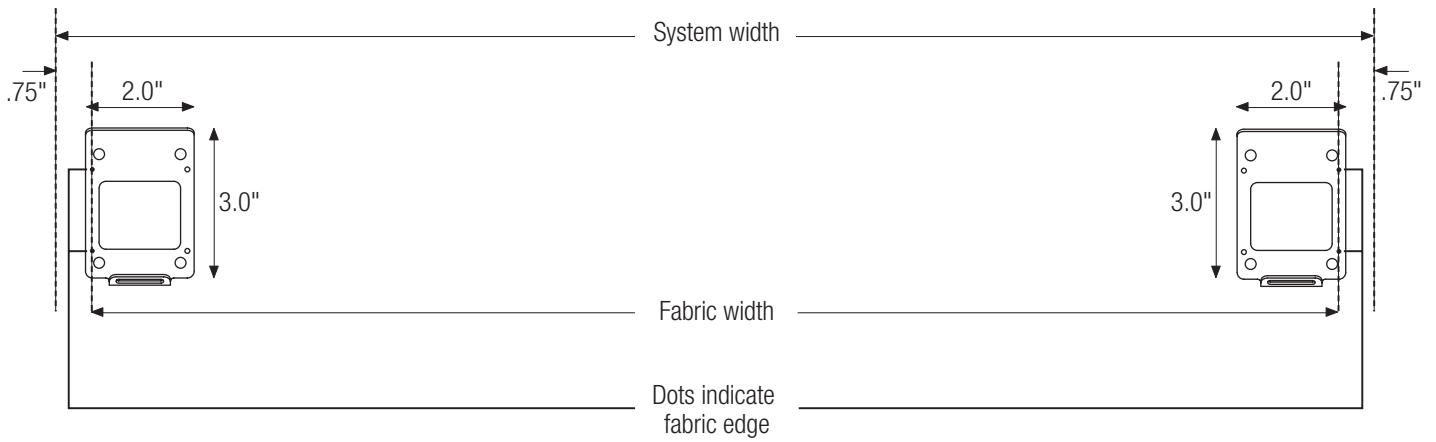 System width
.75"
.75"
2.0"
2.0"
3.0"
3.0"
Fabric width
Dots indicate
fabric edge